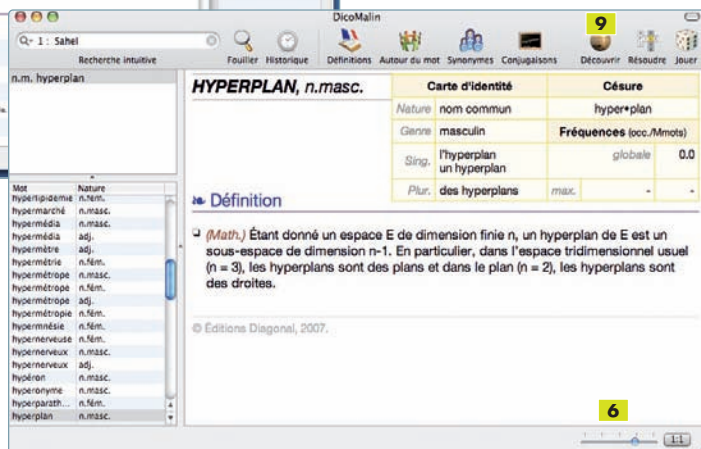 DicoMalin
9
1 : Sahel
Recherche intuitive
Fouiller Historique Définitions Autour du mot Synonymes Conjugaisons Découvrir Résoudre Jouer
n.m. hyperplan
HYPERPLAN, n.masc.
Carte d'identité
Nature nom commun
Genre masculin
Sing. l'hyperplan
un hyperplan
Plur. des hyperplans
Césure
hyper•plan
Fréquences (occ./Mmots)
globale 0.0
max. - -
Définition
(Math.) Étant donné un espace E de dimension finie n, un hyperplan de E est un
sous-espace de dimension n-1. En particulier, dans l'espace tridimensionnel usuel
(n = 3), les hyperplans sont des plans et dans le plan (n = 2), les hyperplans sont
des droites.
© Éditions Diagonal, 2007.
Mot Nature
hyperlipidémie n.fém.
hypermarché n.masc.
hypermédia n.masc.
hypermédia adj.
hypermètre adj.
hypermétrie n.fém.
hypermétrope n.masc.
hypermétrope n.fém.
hypermétrope adj.
hypermétropie n.fém.
hypermnésie n.fém.
hypernerveuse n.fém.
hypernerveux n.masc.
hypernerveux adj.
hypéron n.masc.
hyperonyme n.masc.
hyperparath... n.fém.
hyperplan n.masc.
6
1:1